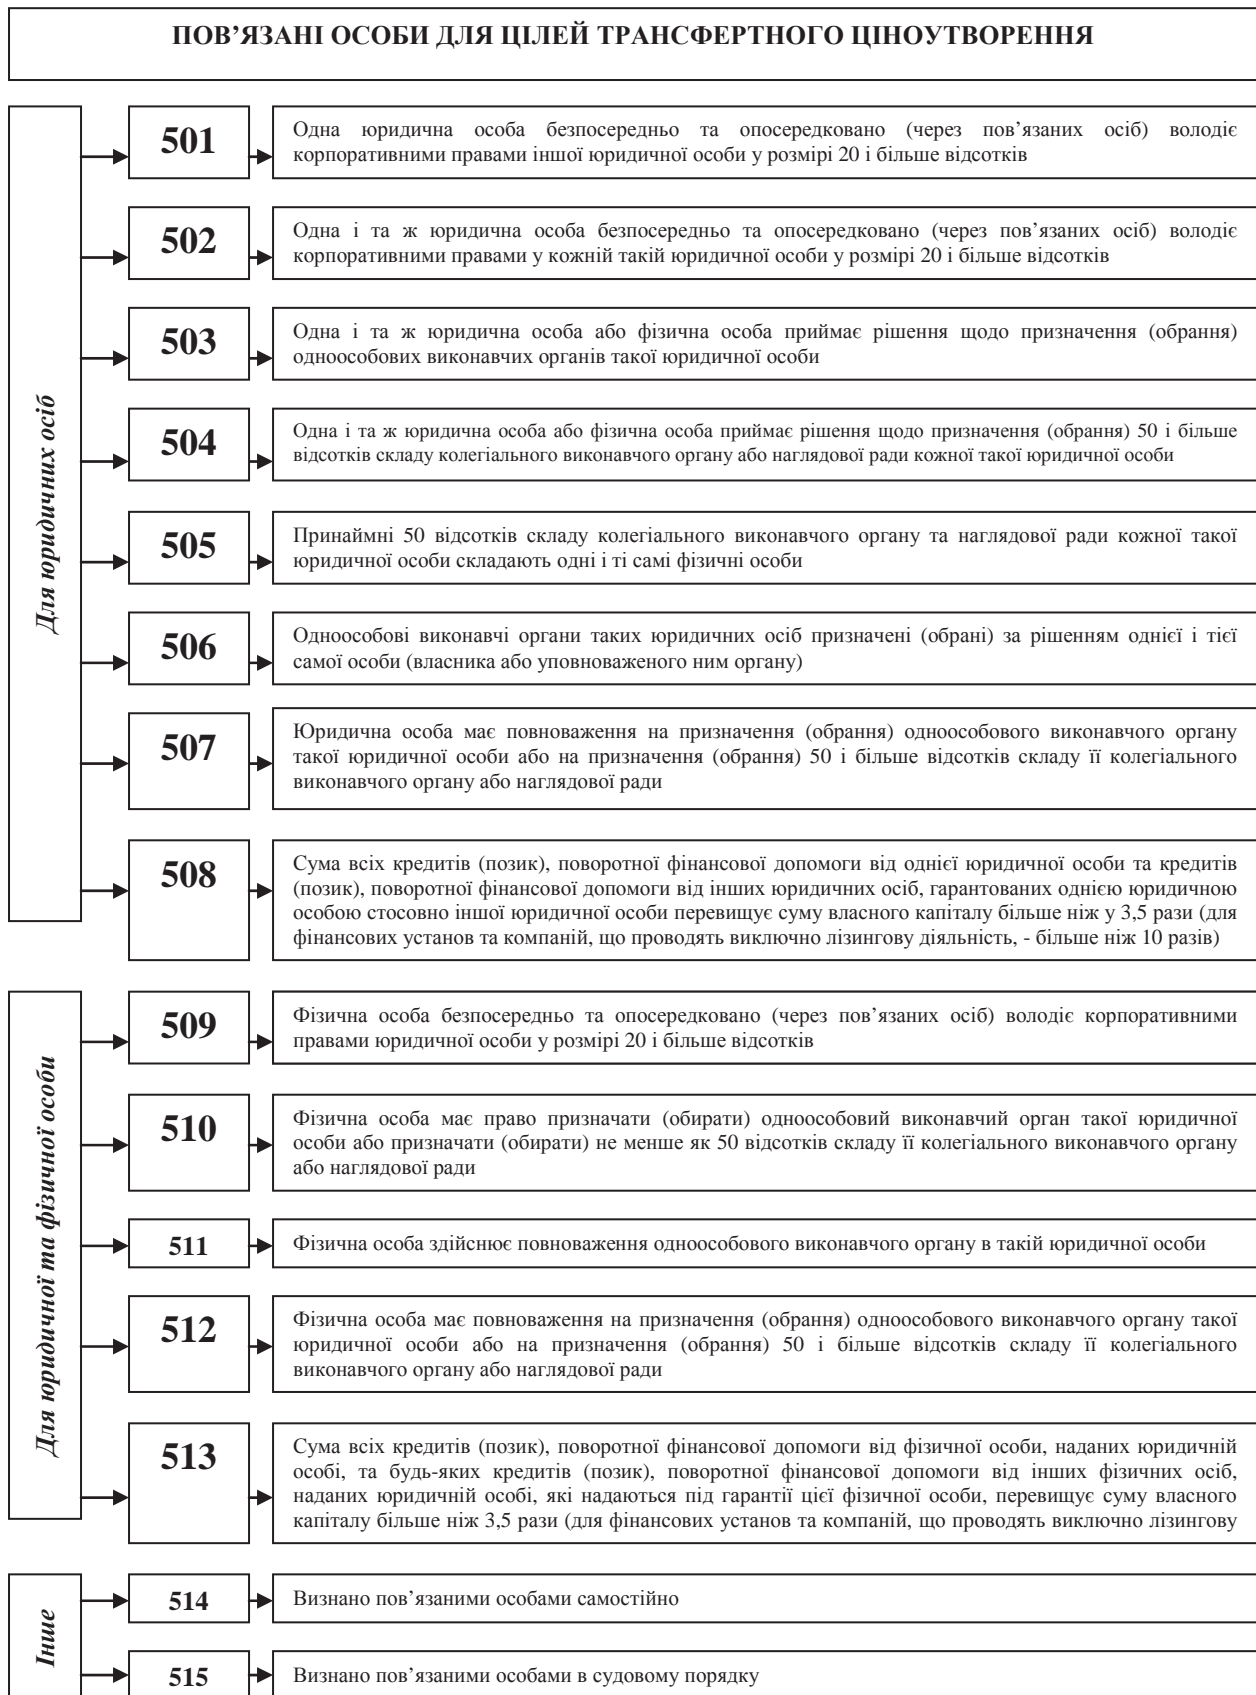 ПОВ’ЯЗАНІ ОСОБИ ДЛЯ ЦІЛЕЙ ТРАНСФЕРТНОГО ЦІНОУТВОРЕННЯ
Для юридичних осіб
501
Одна юридична особа безпосередньо та опосередковано (через пов’язаних осіб) володіє
корпоративними правами іншої юридичної особи у розмірі 20 і більше відсотків
502
Одна і та ж юридична особа безпосередньо та опосередковано (через пов’язаних осіб) володіє
корпоративними правами у кожній такій юридичної особи у розмірі 20 і більше відсотків
503
Одна і та ж юридична особа або фізична особа приймає рішення щодо призначення (обрання)
одноособових виконавчих органів такої юридичної особи
504
Одна і та ж юридична особа або фізична особа приймає рішення щодо призначення (обрання) 50 і більше
відсотків складу колегіального виконавчого органу або наглядової ради кожної такої юридичної особи
505
Принаймні 50 відсотків складу колегіального виконавчого органу та наглядової ради кожної такої
юридичної особи складають одні і ті самі фізичні особи
506
Одноособові виконавчі органи таких юридичних осіб призначені (обрані) за рішенням однієї і тієї
самої особи (власника або уповноваженого ним органу)
507
Юридична особа має повноваження на призначення (обрання) одноособового виконавчого органу
такої юридичної особи або на призначення (обрання) 50 і більше відсотків складу її колегіального
виконавчого органу або наглядової ради
508
Сума всіх кредитів (позик), поворотної фінансової допомоги від однієї юридичної особи та кредитів
(позик), поворотної фінансової допомоги від інших юридичних осіб, гарантованих однією юридичною
особою стосовно іншої юридичної особи перевищує суму власного капіталу більше ніж у 3,5 рази (для
фінансових установ та компаній, що проводять виключно лізингову діяльність, - більше ніж 10 разів)
Для юридичної та фізичної особи
509
Фізична особа безпосередньо та опосередковано (через пов’язаних осіб) володіє корпоративними
правами юридичної особи у розмірі 20 і більше відсотків
510
Фізична особа має право призначати (обирати) одноособовий виконавчий орган такої юридичної
особи або призначати (обирати) не менше як 50 відсотків складу її колегіального виконавчого органу
або наглядової ради
511
Фізична особа здійснює повноваження одноособового виконавчого органу в такій юридичної особи
512
Фізична особа має повноваження на призначення (обрання) одноособового виконавчого органу такої
юридичної особи або на призначення (обрання) 50 і більше відсотків складу її колегіального
виконавчого органу або наглядової ради
513
Сума всіх кредитів (позик), поворотної фінансової допомоги від фізичної особи, наданих юридичній
особі, та будь-яких кредитів (позик), поворотної фінансової допомоги від інших фізичних осіб,
наданих юридичній особі, які надаються під гарантії цієї фізичної особи, перевищує суму власного
капіталу більше ніж 3,5 рази (для фінансових установ та компаній, що проводять виключно лізингову
Інше
514
Визнано пов’язаними особами самостійно
515
Визнано пов’язаними особами в судовому порядку